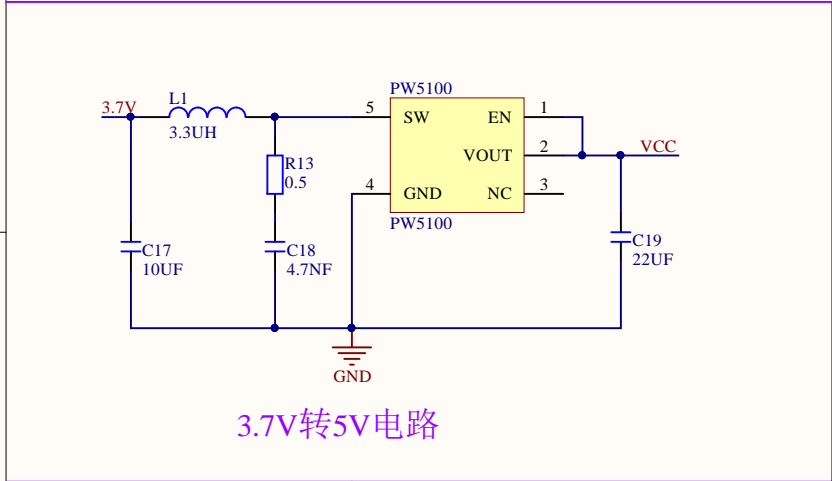 PW5100
3.7V
L1
3.3UH
5
SW
EN
1
VOUT
2
VCC
R13
0.5
4
GND
NC
3
PW5100
C17
10UF
C18
4.7NF
C19
22UF
GND
3.7V转5V电路